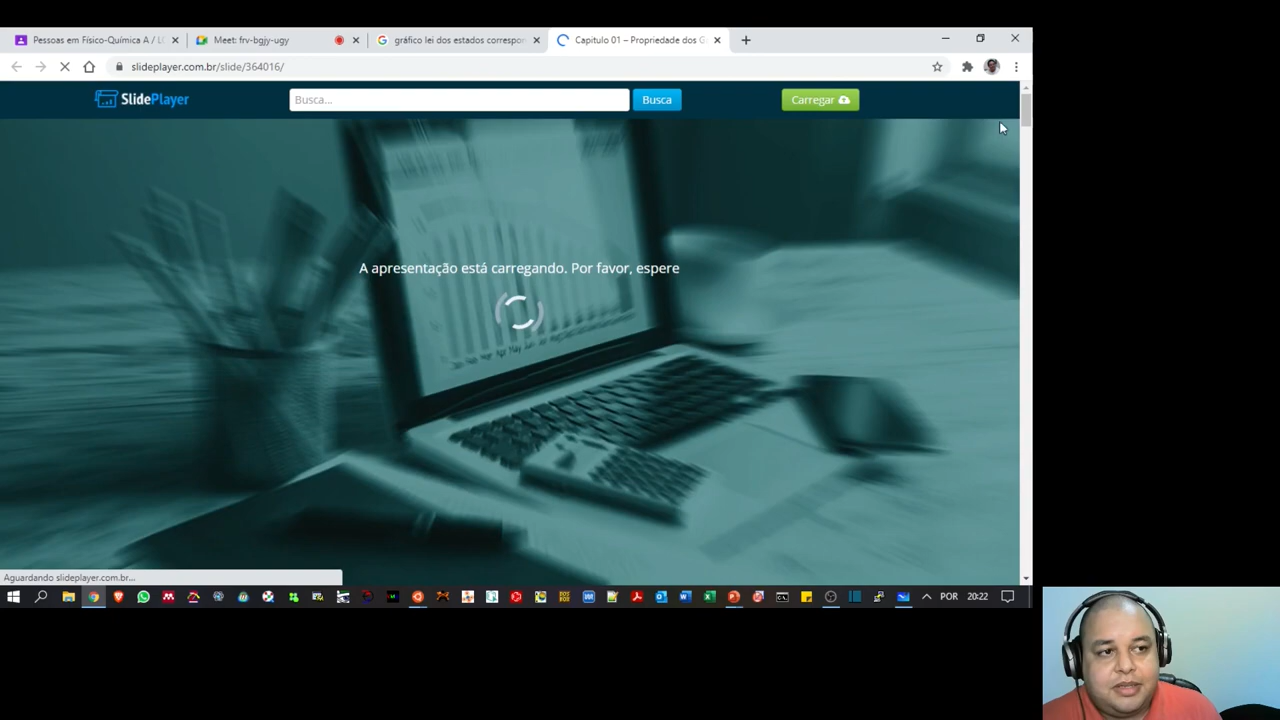 Pessoas em Físico-Química A / L
Meet: frv-bgjy-ugy
gráfico lei dos estados correspon
Capitulo 01 – Propriedade dos G
slideplayer.com.br/slide/364016/
SlidePlayer
Busca...
Busca
Carregar
A apresentação está carregando. Por favor, espere
Aguardando slideplayer.com.br...
POR
20:22